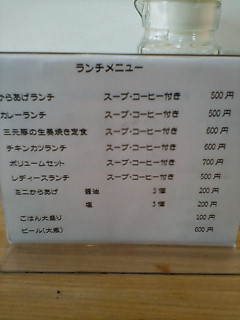 ランチメニュー
からあげランチ スープ・コーヒー付き 500円
カレーランチ スープ・コーヒー付き 500円
三元豚の生姜焼き定食 スープ・コーヒー付き 600円
チキンカツランチ スープ・コーヒー付き 600円
ボリュームセット スープ・コーヒー付き 700円
レディースランチ スープ・コーヒー付き 500円
ミニからあげ 醤油 3個 200円
塩 3個 200円
ごはん大盛り 100円
ビール(大瓶) 600円